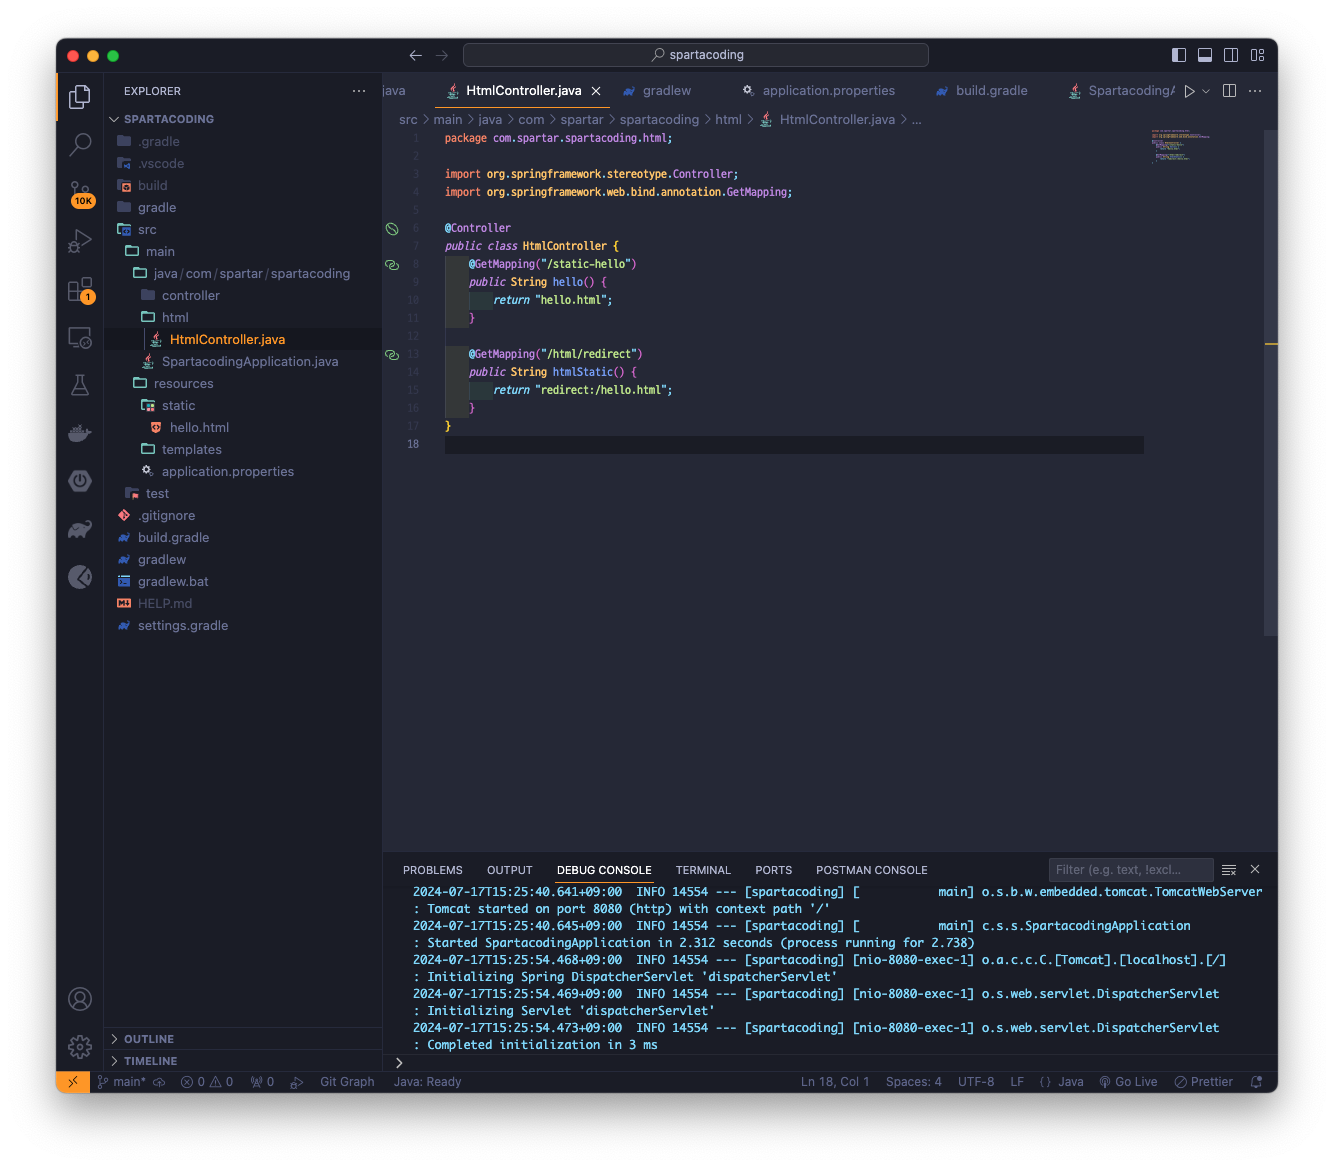 spartacoding
EXPLORER
SPARTACODING
.gradle
.vscode
build
gradle
src
main
java/com/spartar/spartacoding
controller
html
HtmlController.java
SpartacodingApplication.java
resources
static
hello.html
templates
application.properties
test
.gitignore
build.gradle
gradlew
gradlew.bat
HELP.md
settings.gradle
OUTLINE
TIMELINE
10K
1
java
HtmlController.java
gradlew
application.properties
build.gradle
SpartacodingA
src > main > java > com > spartar > spartacoding > html > HtmlController.java > ...
1 package com.spartar.spartacoding.html;
2
3 import org.springframework.stereotype.Controller;
4 import org.springframework.web.bind.annotation.GetMapping;
5
6 @Controller
7 public class HtmlController {
8 @GetMapping("/static-hello")
9 public String hello() {
10 return "hello.html";
11 }
12
13 @GetMapping("/html/redirect")
14 public String htmlStatic() {
15 return "redirect:/hello.html";
16 }
17 }
18
PROBLEMS OUTPUT DEBUG CONSOLE TERMINAL PORTS POSTMAN CONSOLE Filter (e.g. text, !excl...
2024-07-17T15:25:40.641+09:00  INFO 14554 --- [spartacoding] [           main] o.s.b.w.embedded.tomcat.TomcatWebServer
: Tomcat started on port 8080 (http) with context path '/'
2024-07-17T15:25:40.645+09:00  INFO 14554 --- [spartacoding] [           main] c.s.s.SpartacodingApplication
: Started SpartacodingApplication in 2.312 seconds (process running for 2.738)
2024-07-17T15:25:54.468+09:00  INFO 14554 --- [spartacoding] [nio-8080-exec-1] o.a.c.c.C.[Tomcat].[localhost].[/]
: Initializing Spring DispatcherServlet 'dispatcherServlet'
2024-07-17T15:25:54.469+09:00  INFO 14554 --- [spartacoding] [nio-8080-exec-1] o.s.web.servlet.DispatcherServlet
: Initializing Servlet 'dispatcherServlet'
2024-07-17T15:25:54.473+09:00  INFO 14554 --- [spartacoding] [nio-8080-exec-1] o.s.web.servlet.DispatcherServlet
: Completed initialization in 3 ms
>
main* 0 0 0 Git Graph Java: Ready Ln 18, Col 1 Spaces: 4 UTF-8 LF {} Java Go Live Prettier